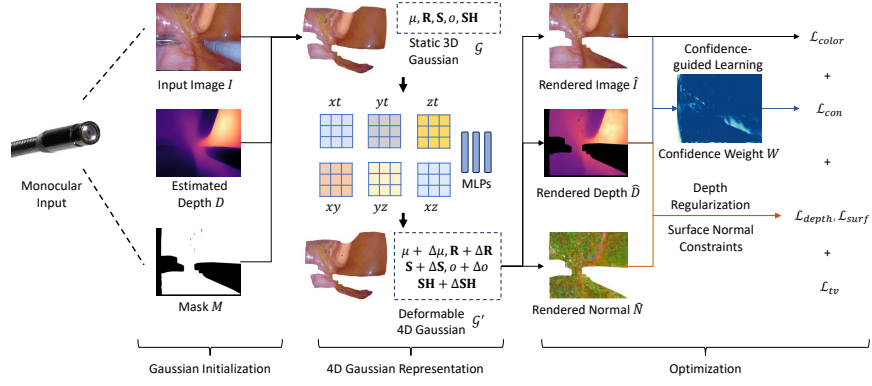 Monocular
Input
Input Image I
Estimated
Depth D
Mask M
Gaussian Initialization
μ, R, S, o, SH
Static 3D
Gaussian
𝒢
xt yt zt
MLPs
xy yz xz
μ + Δμ, R + ΔR
S + ΔS, o + Δo
SH + ΔSH
Deformable
4D Gaussian
𝒢′
4D Gaussian Representation
Rendered Image Î
Rendered Depth D̂
Rendered Normal N̂
Confidence-
guided Learning
Confidence Weight W
Depth
Regularization
Surface Normal
Constraints
ℒcolor
+
ℒcon
+
ℒdepth, ℒsurf
+
ℒtv
Optimization